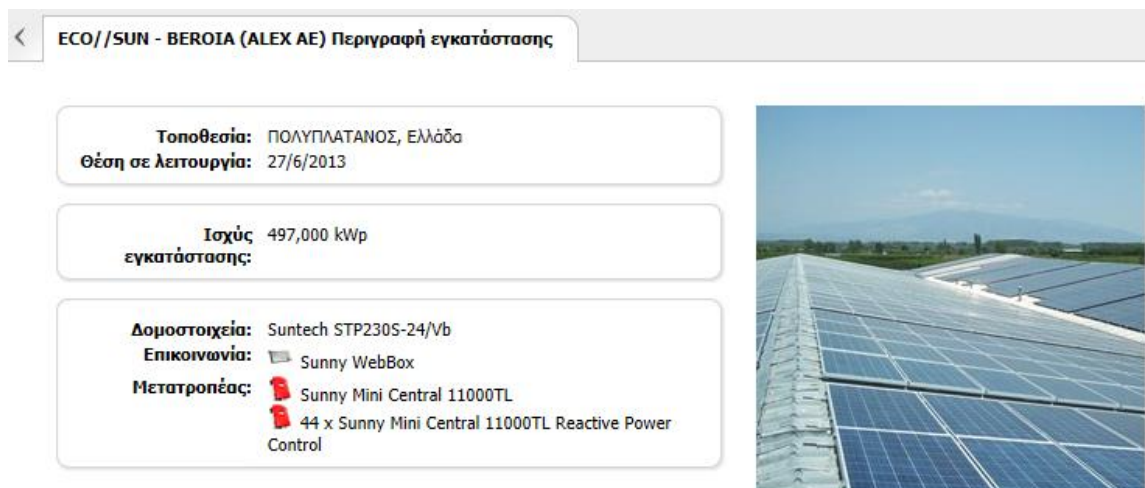 ECO//SUN - BEROIA (ALEX AE) Περιγραφή εγκατάστασης
Τοποθεσία: ΠΟΛΥΠΛΑΤΑΝΟΣ, Ελλάδα
Θέση σε λειτουργία: 27/6/2013
Ισχύς 497,000 kWp
εγκατάστασης:
Δομοστοιχεία: Suntech STP230S-24/Vb
Επικοινωνία: Sunny WebBox
Μετατροπέας: Sunny Mini Central 11000TL
44 x Sunny Mini Central 11000TL Reactive Power
Control